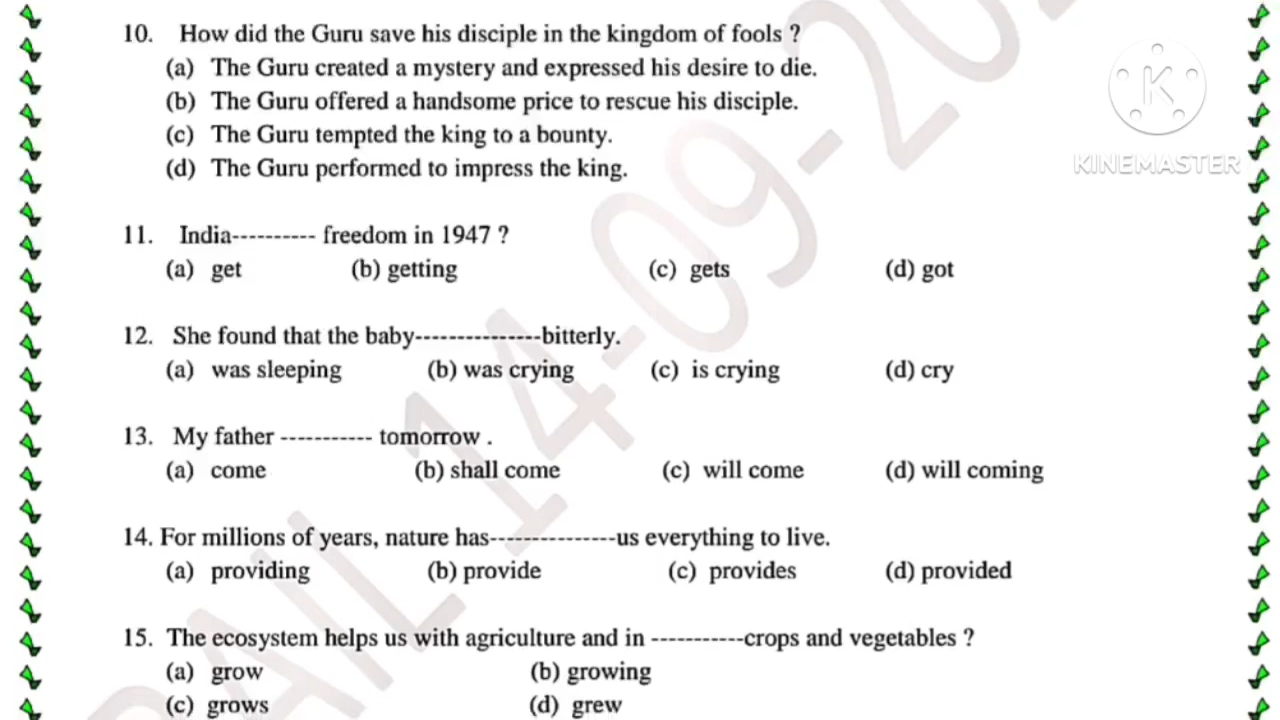 10. How did the Guru save his disciple in the kingdom of fools ?
(a) The Guru created a mystery and expressed his desire to die.
(b) The Guru offered a handsome price to rescue his disciple.
(c) The Guru tempted the king to a bounty.
(d) The Guru performed to impress the king.
K
KINEMASTER
11. India---------- freedom in 1947 ?
(a) get (b) getting (c) gets (d) got
12. She found that the baby---------------bitterly.
(a) was sleeping (b) was crying (c) is crying (d) cry
13. My father ----------- tomorrow .
(a) come (b) shall come (c) will come (d) will coming
14. For millions of years, nature has---------------us everything to live.
(a) providing (b) provide (c) provides (d) provided
15. The ecosystem helps us with agriculture and in -----------crops and vegetables ?
(a) grow (b) growing
(c) grows (d) grew
14-09-20